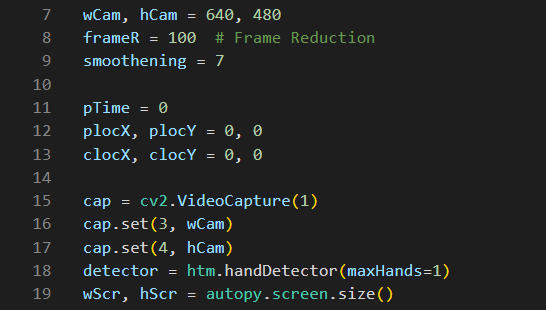 7 wCam, hCam = 640, 480
8 frameR = 100  # Frame Reduction
9 smoothening = 7
10
11 pTime = 0
12 plocX, plocY = 0, 0
13 clocX, clocY = 0, 0
14
15 cap = cv2.VideoCapture(1)
16 cap.set(3, wCam)
17 cap.set(4, hCam)
18 detector = htm.handDetector(maxHands=1)
19 wScr, hScr = autopy.screen.size()